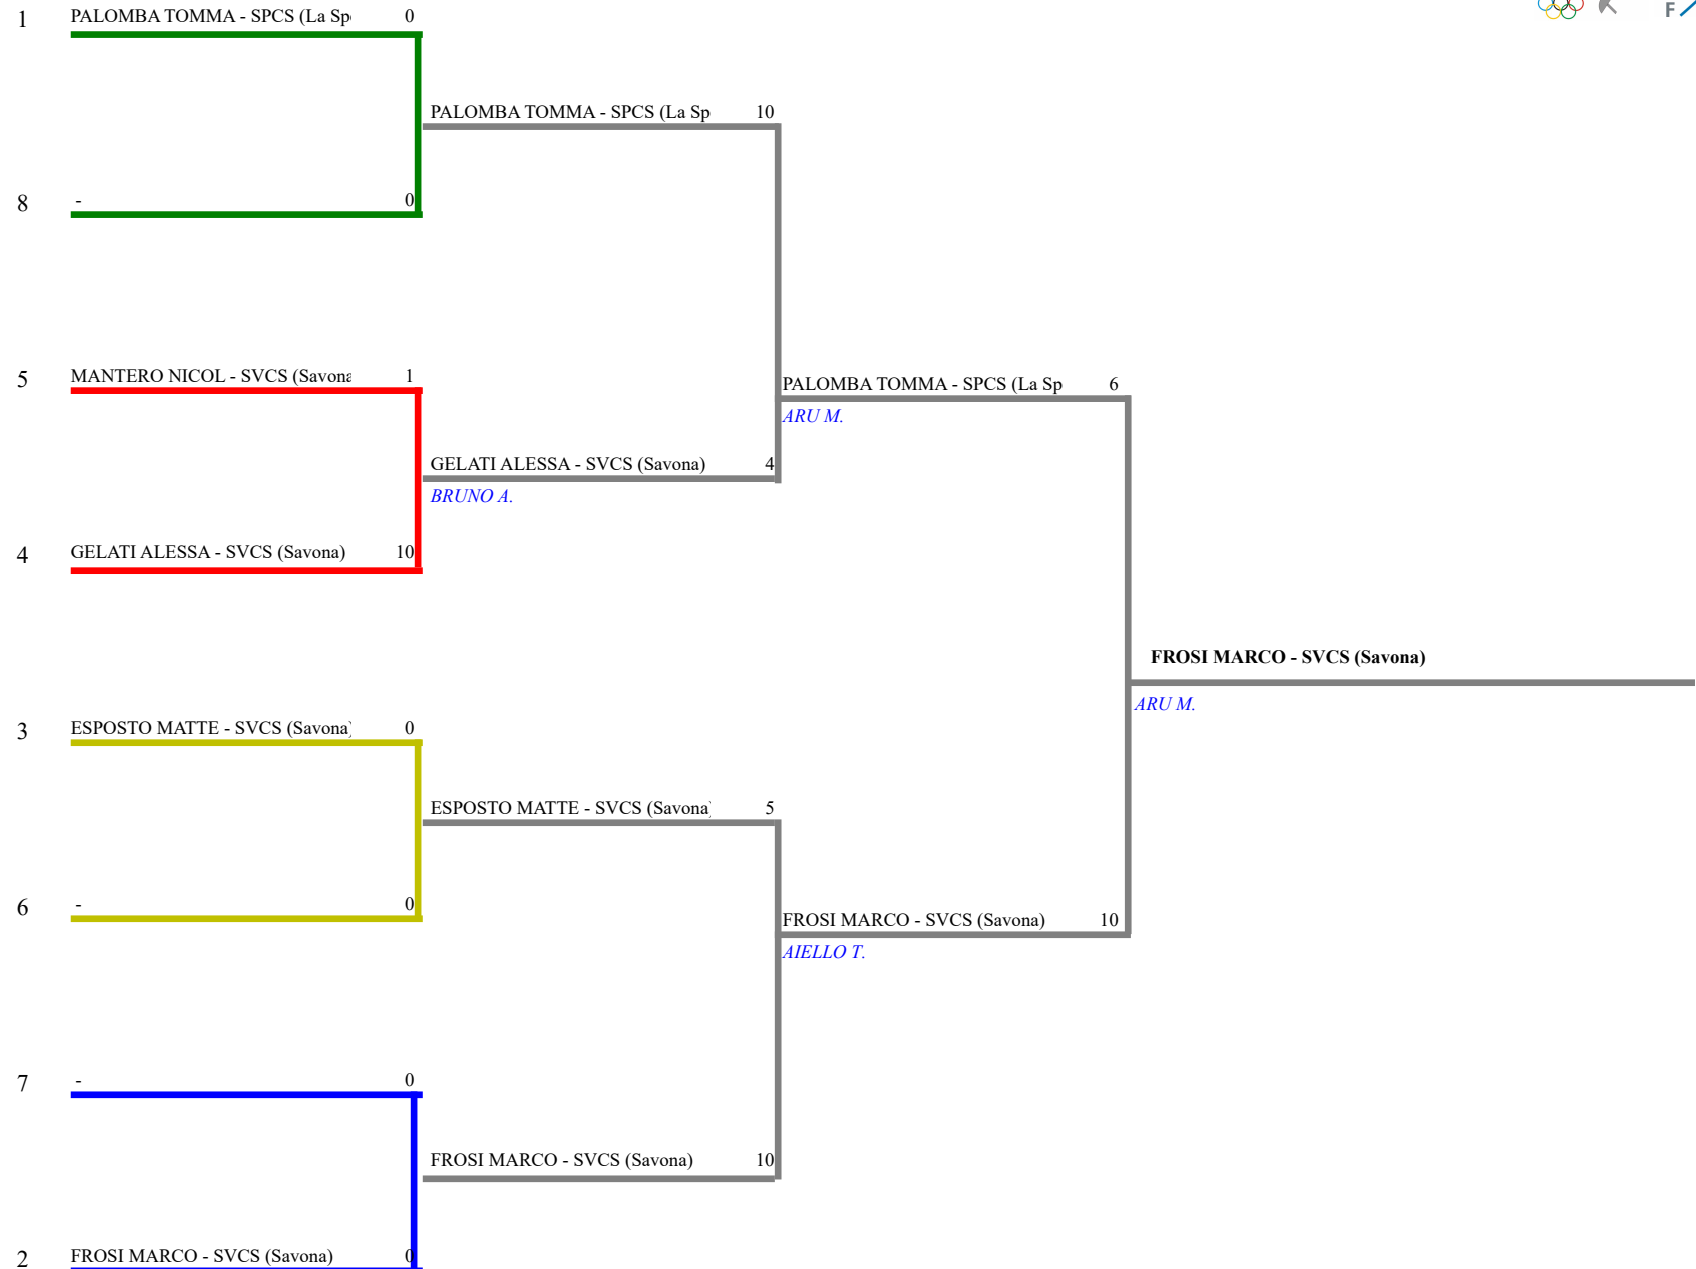 F
1 PALOMBA TOMMA - SPCS (La Sp 0
PALOMBA TOMMA - SPCS (La Sp 10
8 - 0
5 MANTERO NICOL - SVCS (Savona 1
PALOMBA TOMMA - SPCS (La Sp 6
ARU M.
GELATI ALESSA - SVCS (Savona) 4
BRUNO A.
4 GELATI ALESSA - SVCS (Savona) 10
FROSI MARCO - SVCS (Savona)
ARU M.
3 ESPOSTO MATTE - SVCS (Savona) 0
ESPOSTO MATTE - SVCS (Savona) 5
6 - 0
FROSI MARCO - SVCS (Savona) 10
AIELLO T.
7 - 0
FROSI MARCO - SVCS (Savona) 10
2 FROSI MARCO - SVCS (Savona) 0